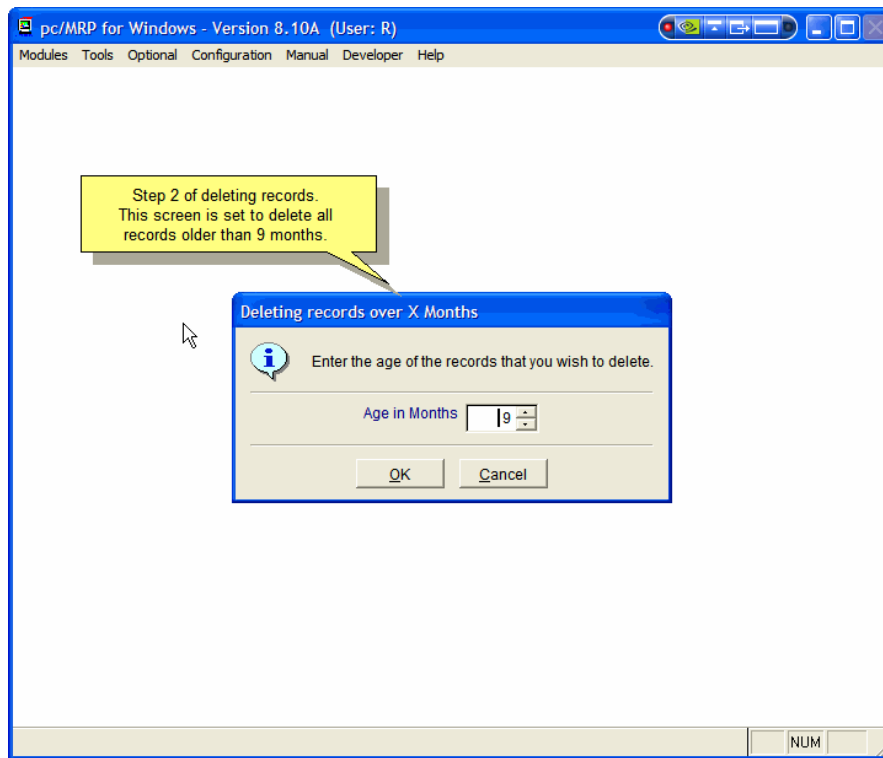 pc/MRP for Windows - Version 8.10A (User: R)
Modules Tools Optional Configuration Manual Developer Help
Step 2 of deleting records.
This screen is set to delete all
records older than 9 months.
Deleting records over X Months
Enter the age of the records that you wish to delete.
Age in Months 9
OK Cancel
NUM